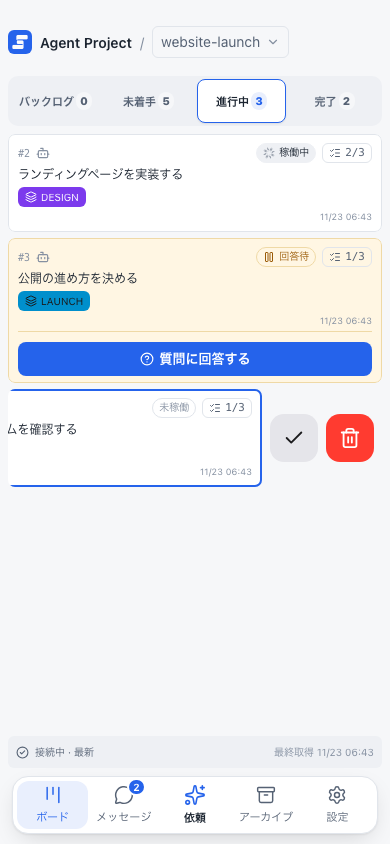 Agent Project / website-launch
バックログ 0 未着手 5 進行中 3 完了 2
#2 稼働中 2/3
ランディングページを実装する
DESIGN
11/23 06:43
#3 回答待 1/3
公開の進め方を決める
LAUNCH
11/23 06:43
質問に回答する
未稼働 1/3
ムを確認する
11/23 06:43
接続中 · 最新 最終取得 11/23 06:43
2
ボード メッセージ 依頼 アーカイブ 設定